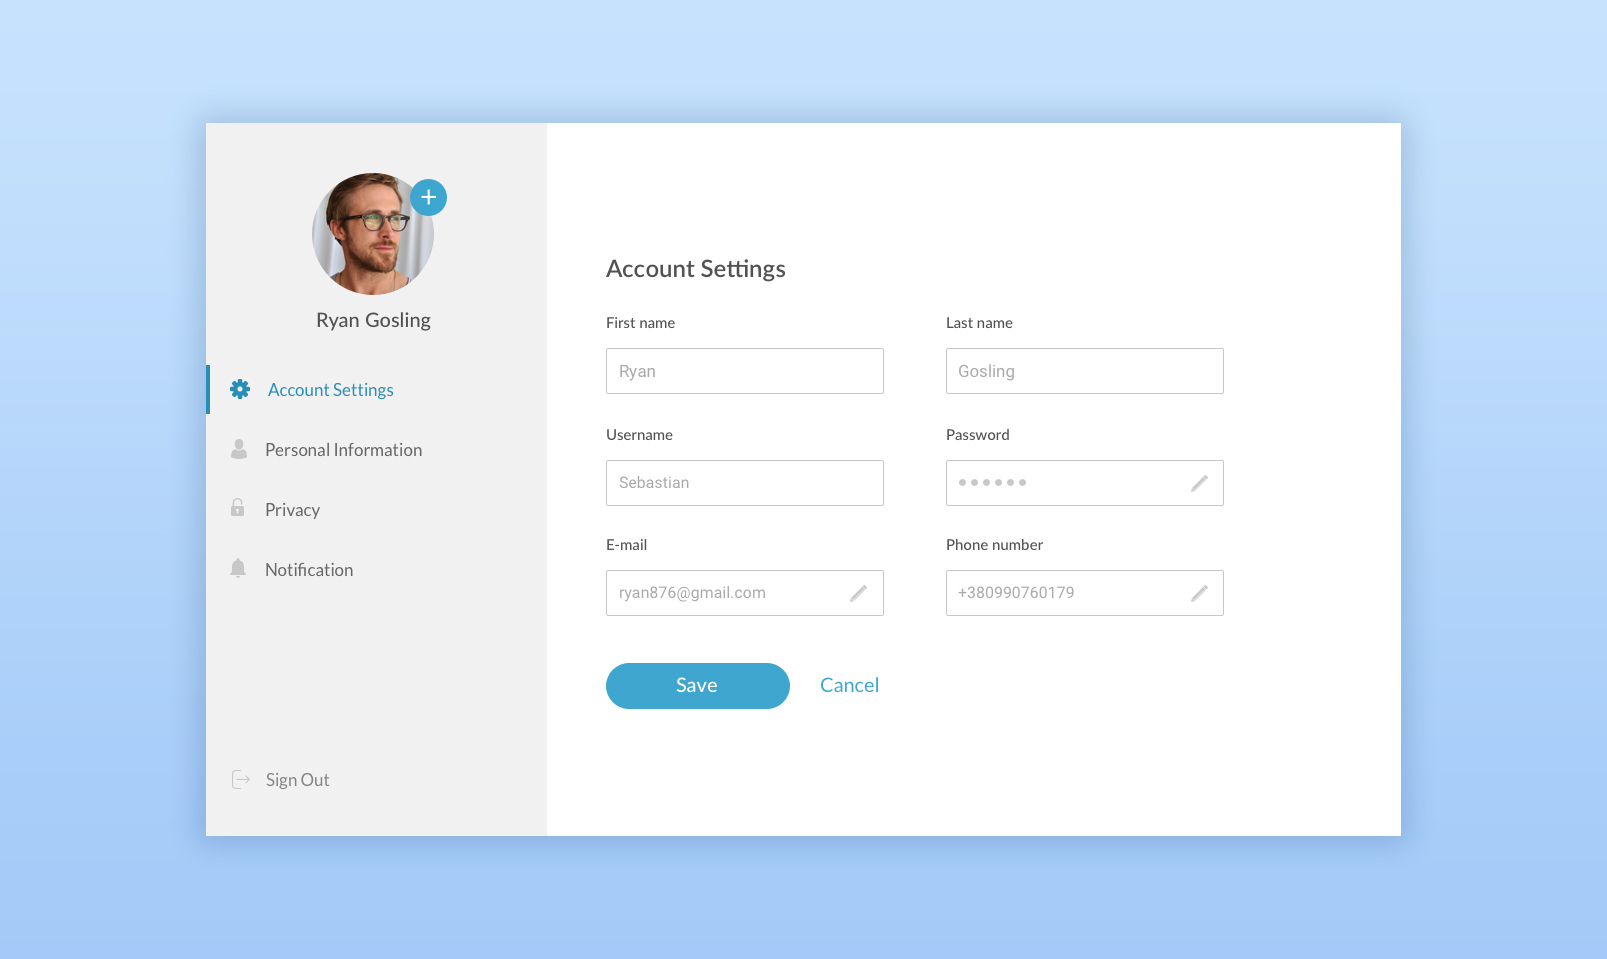 Ryan Gosling
Account Settings
Personal Information
Privacy
Notification
Sign Out
Account Settings
First name
Last name
Ryan
Gosling
Username
Password
Sebastian
••••••
E-mail
Phone number
ryan876@gmail.com
+380990760179
Save
Cancel